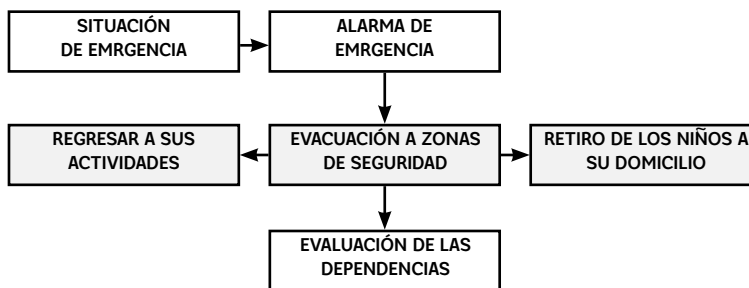 SITUACIÓN
DE EMRGENCIA
ALARMA DE
EMRGENCIA
REGRESAR A SUS
ACTIVIDADES
EVACUACIÓN A ZONAS
DE SEGURIDAD
RETIRO DE LOS NIÑOS A
SU DOMICILIO
EVALUACIÓN DE LAS
DEPENDENCIAS